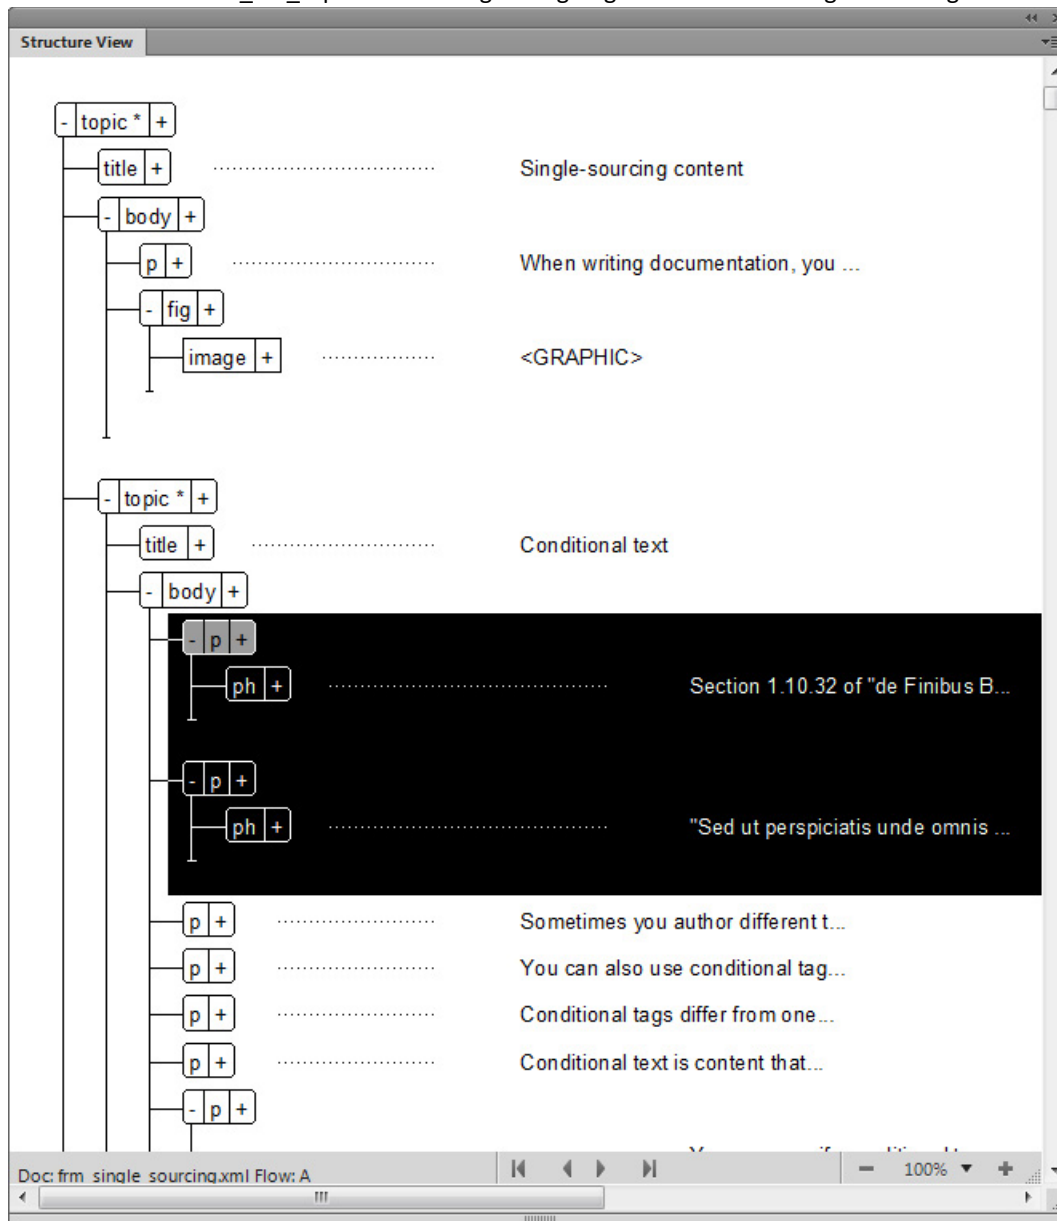 Structure View
- topic * +
title + Single-sourcing content
- body +
p + When writing documentation, you ...
- fig +
image + <GRAPHIC>
- topic * +
title + Conditional text
- body +
- p +
ph + Section 1.10.32 of "de Finibus B...
- p +
ph + "Sed ut perspiciatis unde omnis ...
p + Sometimes you author different t...
p + You can also use conditional tag...
p + Conditional tags differ from one...
p + Conditional text is content that...
- p +
Doc: frm_single_sourcing.xml Flow: A 100%